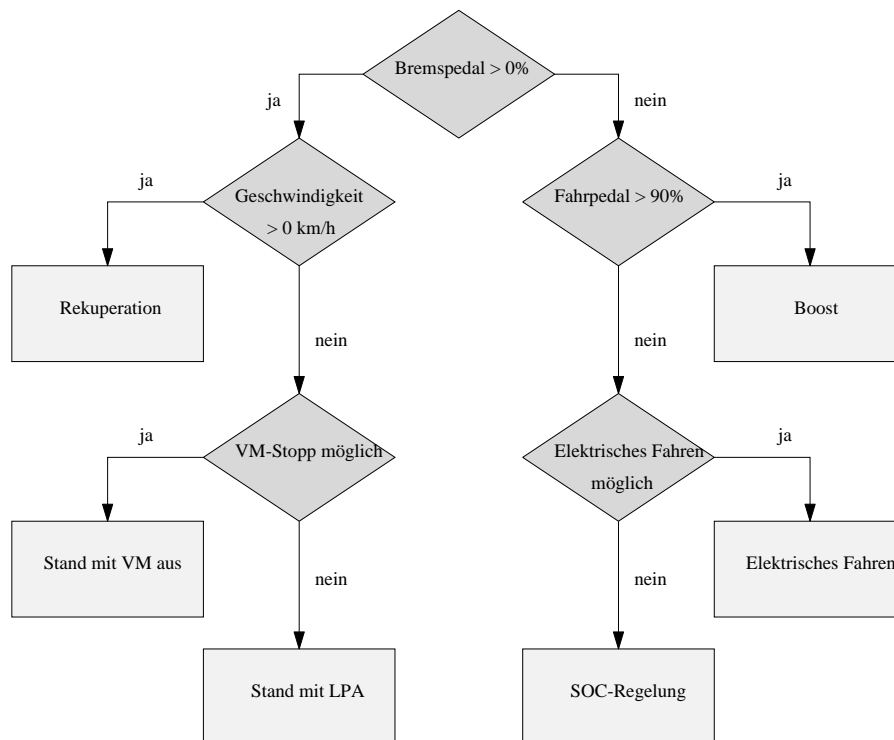 Bremspedal > 0%
ja
nein
ja
Geschwindigkeit
> 0 km/h
Fahrpedal > 90%
ja
Rekuperation
Boost
nein
nein
ja
VM-Stopp möglich
Elektrisches Fahren
möglich
ja
Stand mit VM aus
Elektrisches Fahren
nein
nein
Stand mit LPA
SOC-Regelung